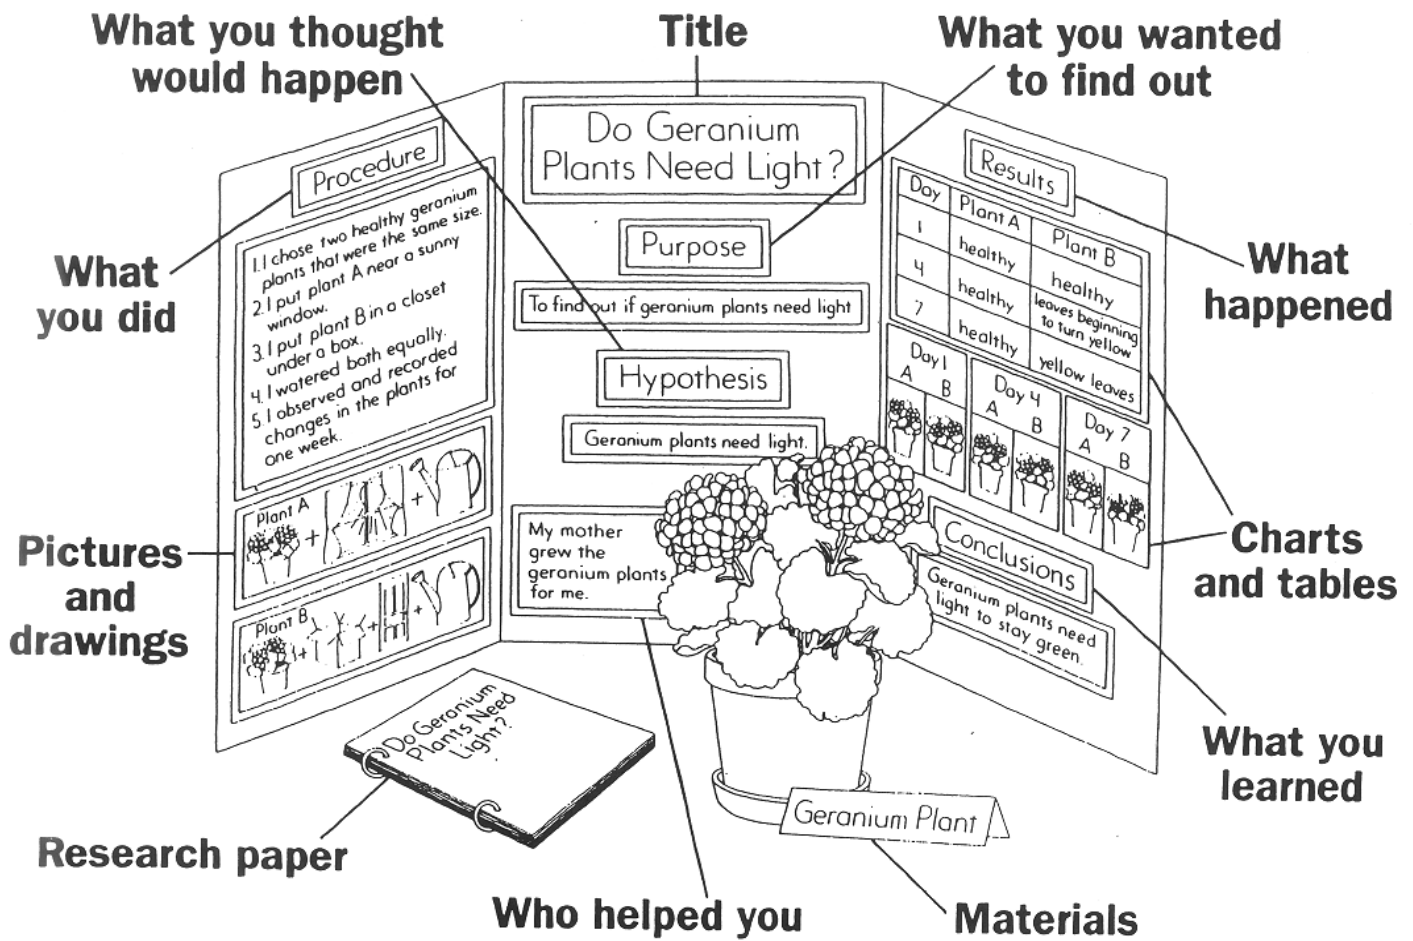 What you thought
would happen
Title
What you wanted
to find out
Procedure
1. I chose two healthy geranium
plants that were the same size.
2. I put plant A near a sunny
window.
3. I put plant B in a closet
under a box.
4. I watered both equally.
5. I observed and recorded
changes in the plants for
one week.
What
you did
Plant A
+
+
Plant B
+
+
+
Pictures
and
drawings
Do Geranium
Plants Need Light?
Purpose
To find out if geranium plants need light
Hypothesis
Geranium plants need light.
My mother
grew the
geranium plants
for me.
Results
Day Plant A Plant B
1 healthy healthy
4 healthy leaves beginning
to turn yellow
7 healthy yellow leaves
Day 1
A B
Day 4
A B
Day 7
A B
What
happened
Charts
and tables
Conclusions
Geranium plants need
light to stay green.
What you
learned
Do Geranium
Plants Need
Light?
Research paper
Geranium Plant
Who helped you
Materials